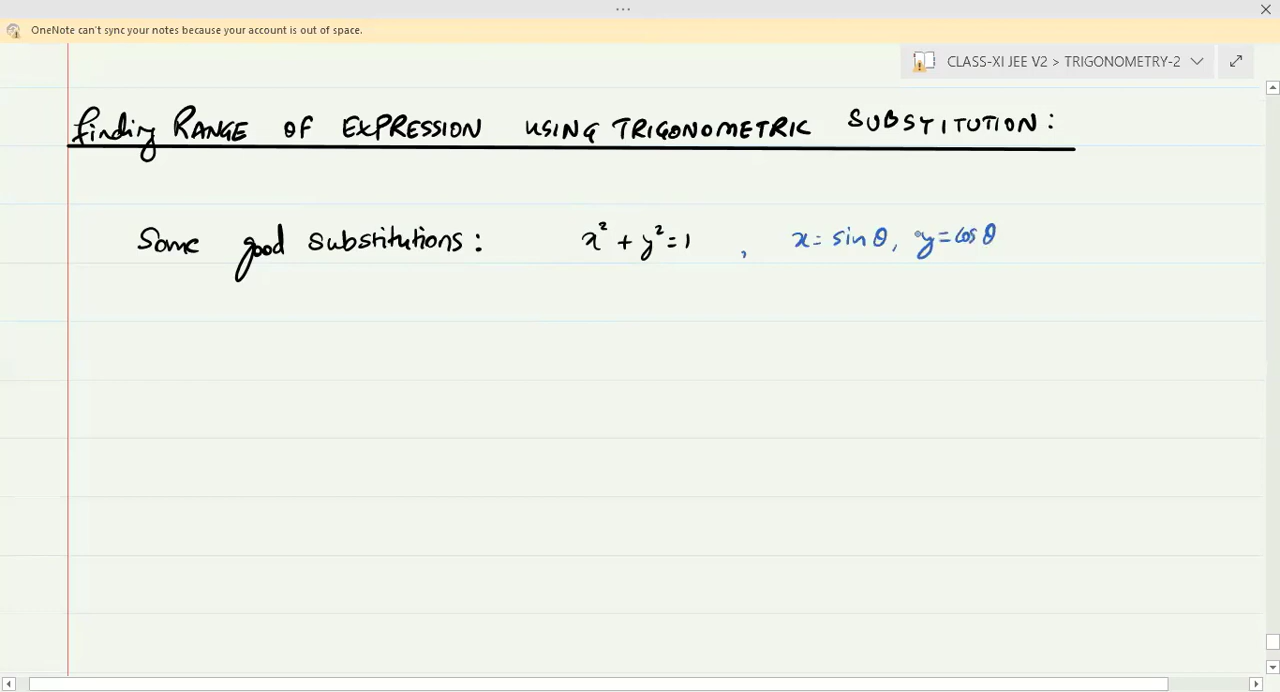 OneNote can't sync your notes because your account is out of space.
CLASS-XI JEE V2 > TRIGONOMETRY-2
Finding RANGE OF EXPRESSION USING TRIGONOMETRIC SUBSTITUTION:
Some good substitutions: x² + y² = 1 , x = sin θ, y = cos θ